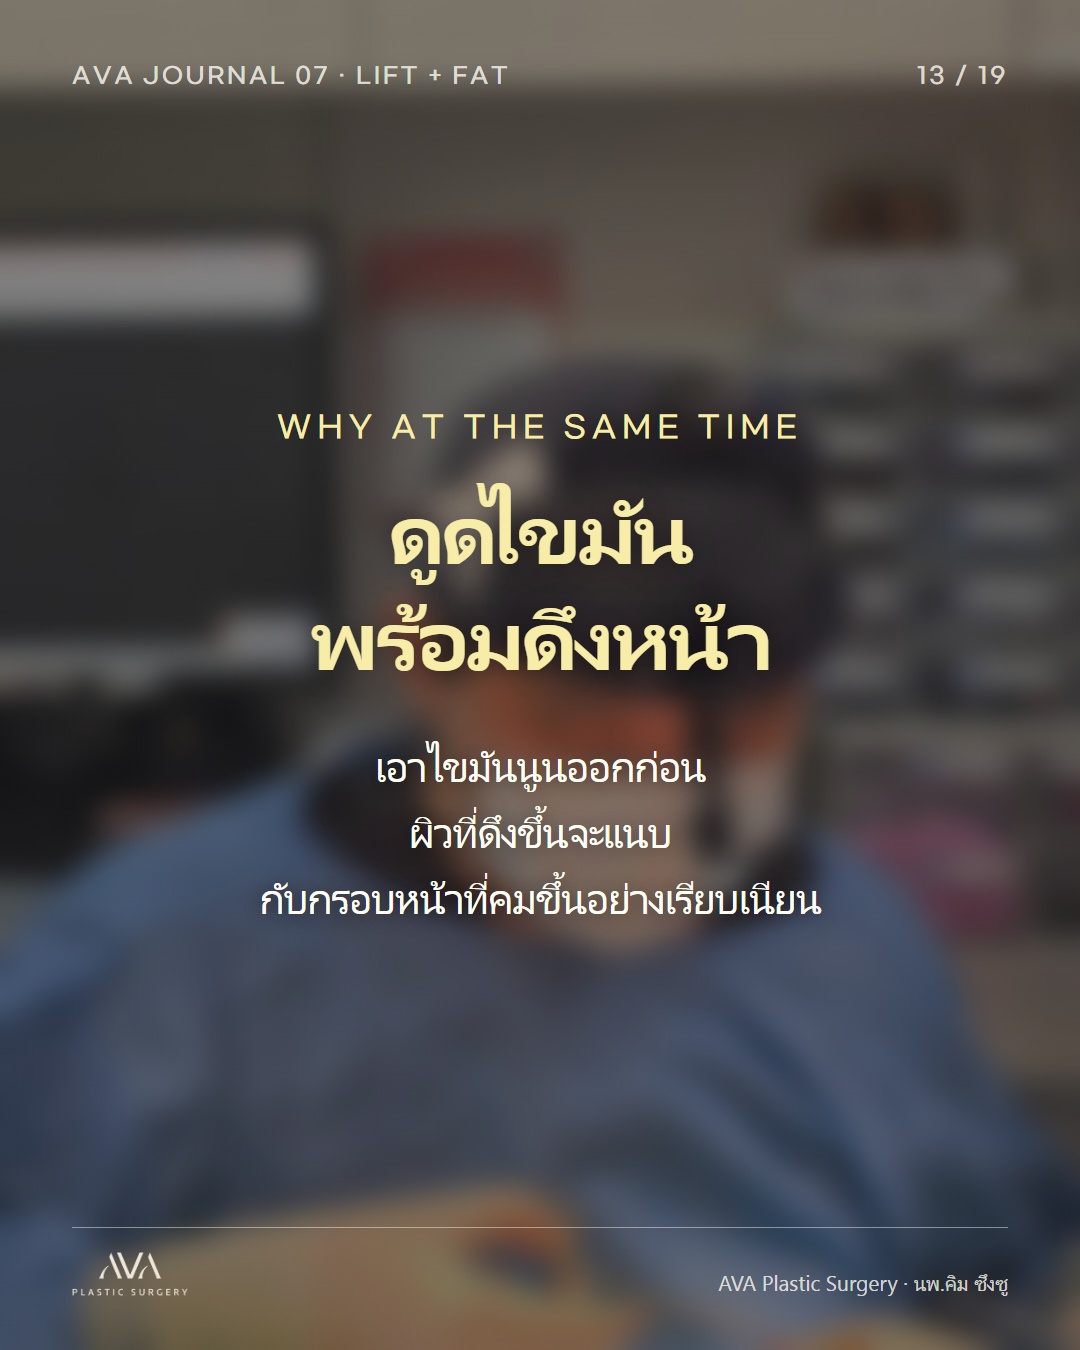 AVA JOURNAL 07 · LIFT + FAT
13 / 19
WHY AT THE SAME TIME
ดูดไขมัน
พร้อมดึงหน้า
เอาไขมันนูนออกก่อน
ผิวที่ดึงขึ้นจะแนบ
กับกรอบหน้าที่คมขึ้นอย่างเรียบเนียน
AVA
PLASTIC SURGERY
AVA Plastic Surgery · นพ.คิม ซึงซู